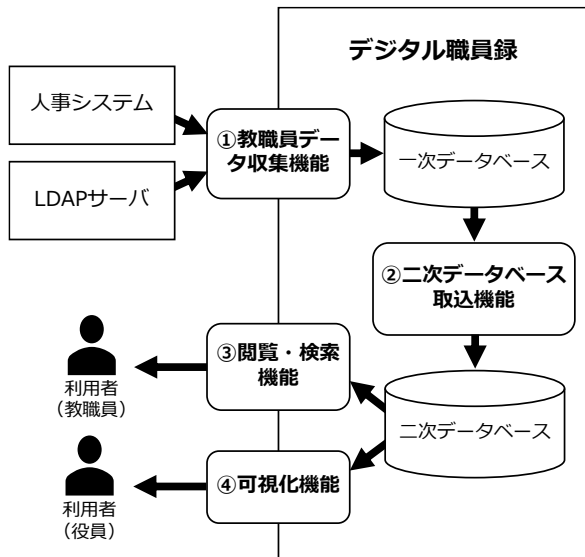 デジタル職員録
人事システム
LDAPサーバ
①教職員デー
タ収集機能
一次データベース
②二次データベース
取込機能
③閲覧・検索
機能
利用者
（教職員）
二次データベース
④可視化機能
利用者
（役員）